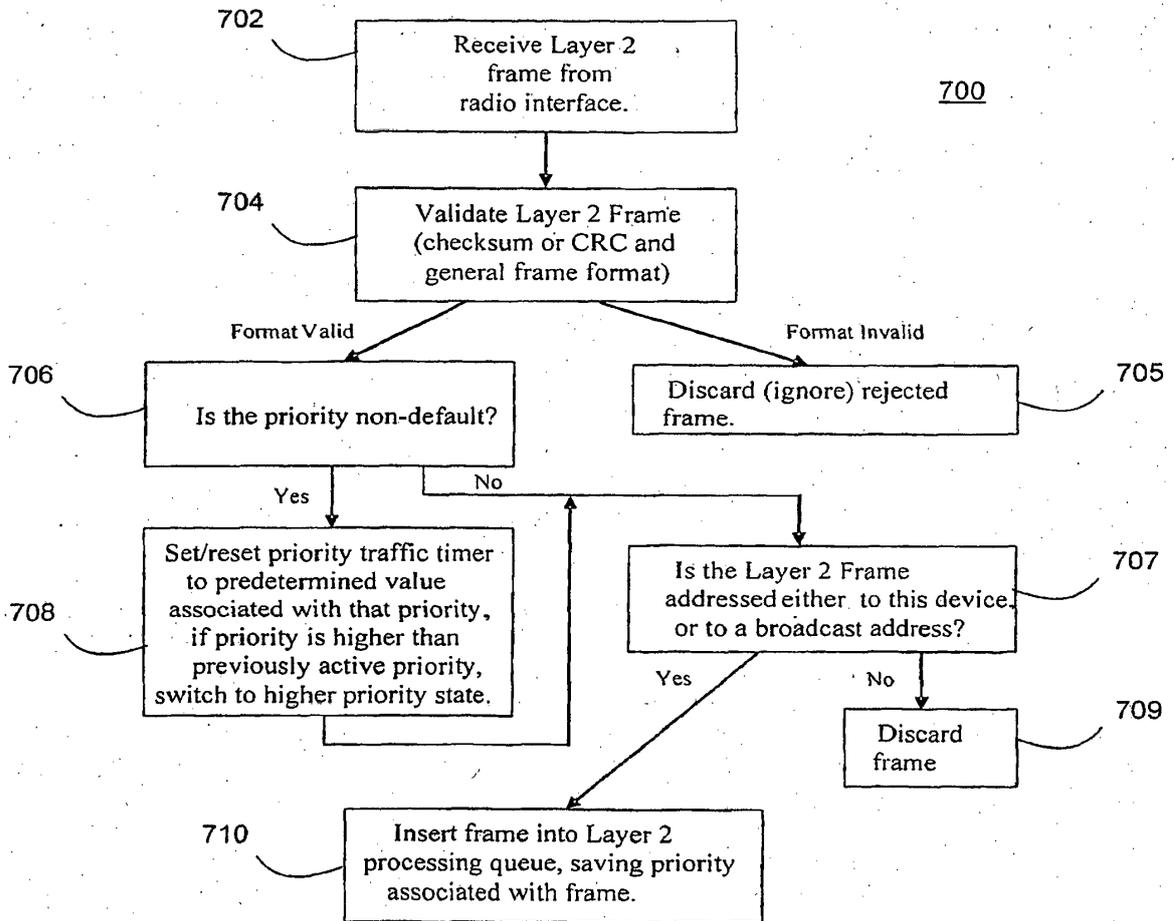 702
Receive Layer 2
frame from
radio interface.
700
704
Validate Layer 2 Frame
(checksum or CRC and
general frame format)
Format Valid
Format Invalid
706
Is the priority non-default?
705
Discard (ignore) rejected
frame.
Yes
No
708
Set/reset priority traffic timer
to predetermined value
associated with that priority,
if priority is higher than
previously active priority,
switch to higher priority state.
707
Is the Layer 2 Frame
addressed either to this device
or to a broadcast address?
Yes
No
709
Discard
frame
710
Insert frame into Layer 2
processing queue, saving priority
associated with frame.